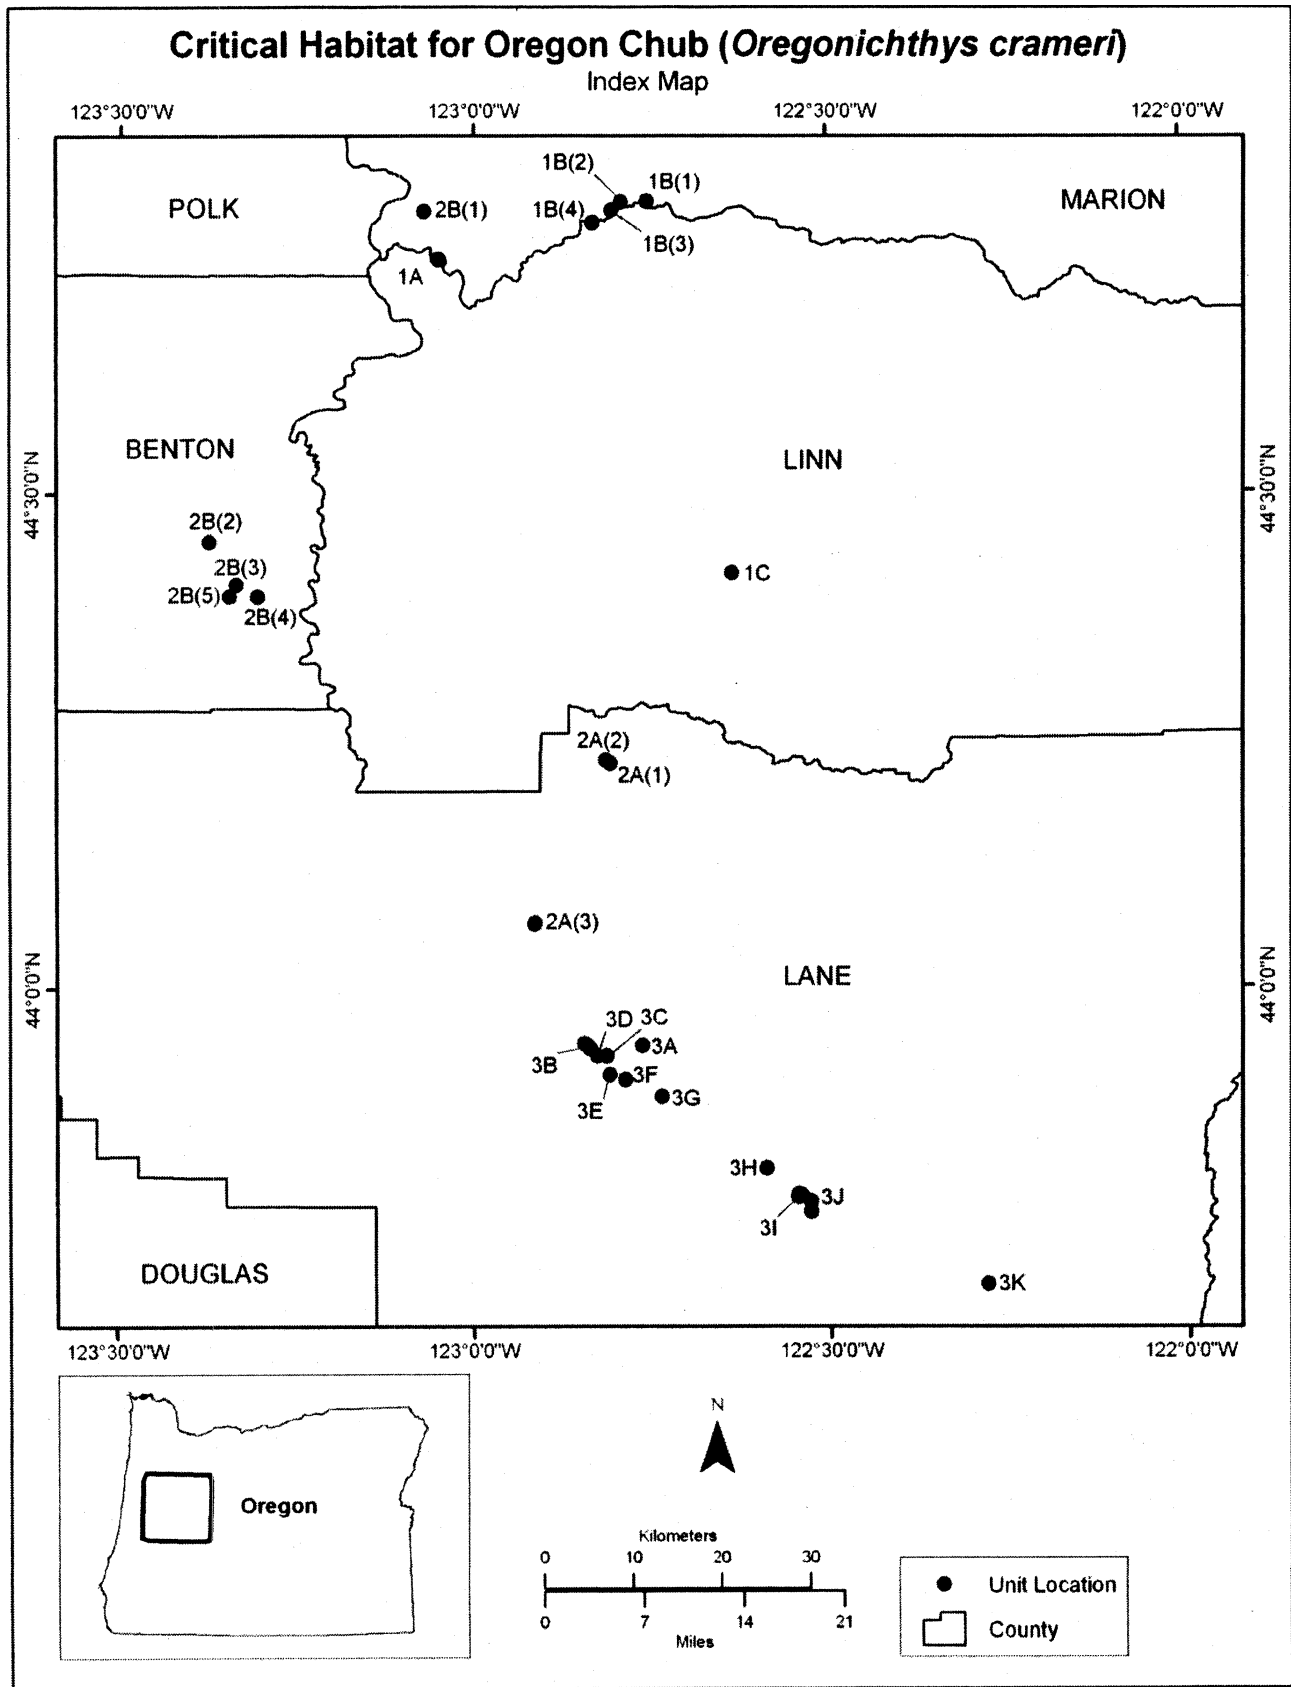 Critical Habitat for Oregon Chub (Oregonichthys crameri)
Index Map
123°30'0"W
123°0'0"W
122°30'0"W
122°0'0"W
POLK
MARION
2B(1)
1B(2)
1B(1)
1B(4)
1B(3)
1A
BENTON
LINN
44°30'0"N
44°30'0"N
2B(2)
2B(3)
2B(5)
2B(4)
1C
2A(2)
2A(1)
2A(3)
LANE
44°0'0"N
44°0'0"N
3D
3C
3A
3B
3F
3E
3G
3H
3J
3I
3K
DOUGLAS
123°30'0"W
123°0'0"W
122°30'0"W
122°0'0"W
Oregon
N
Kilometers
0 10 20 30
0 7 14 21
Miles
Unit Location
County